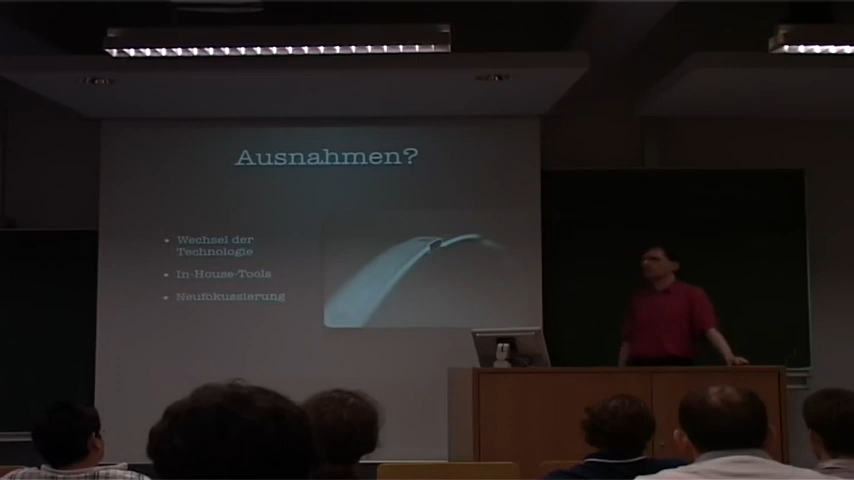 Ausnahmen?
• Wechsel der
Technologie
• In-House-Tools
• Neufokussierung